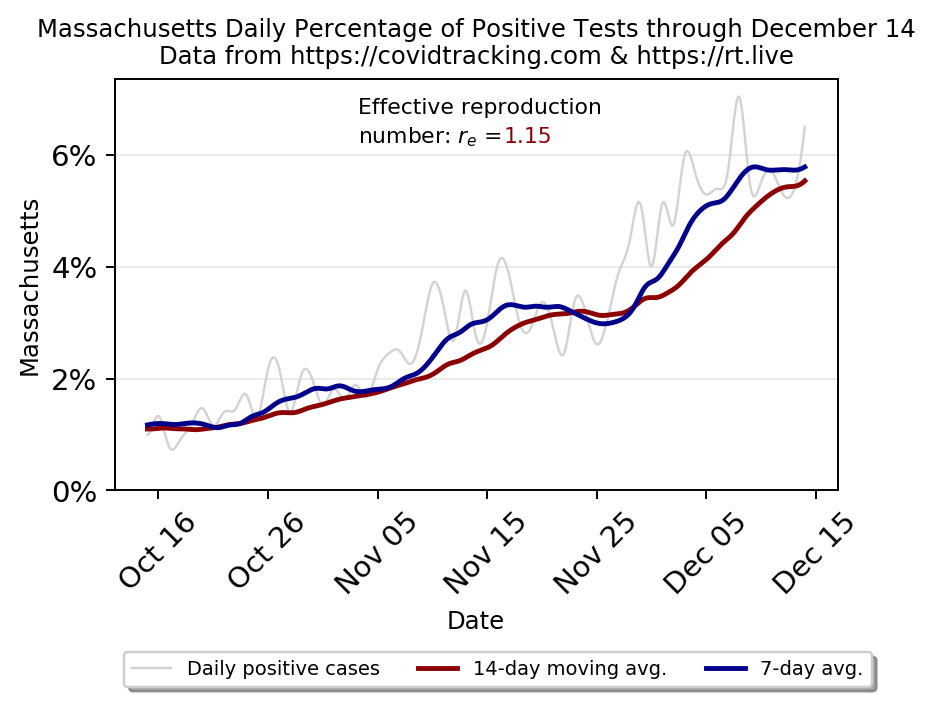 Massachusetts Daily Percentage of Positive Tests through December 14
Data from https://covidtracking.com & https://rt.live
Effective reproduction
number: rₑ =1.15
6%
4%
2%
0%
Massachusetts
Oct 16
Oct 26
Nov 05
Nov 15
Nov 25
Dec 05
Dec 15
Date
Daily positive cases
14-day moving avg.
7-day avg.